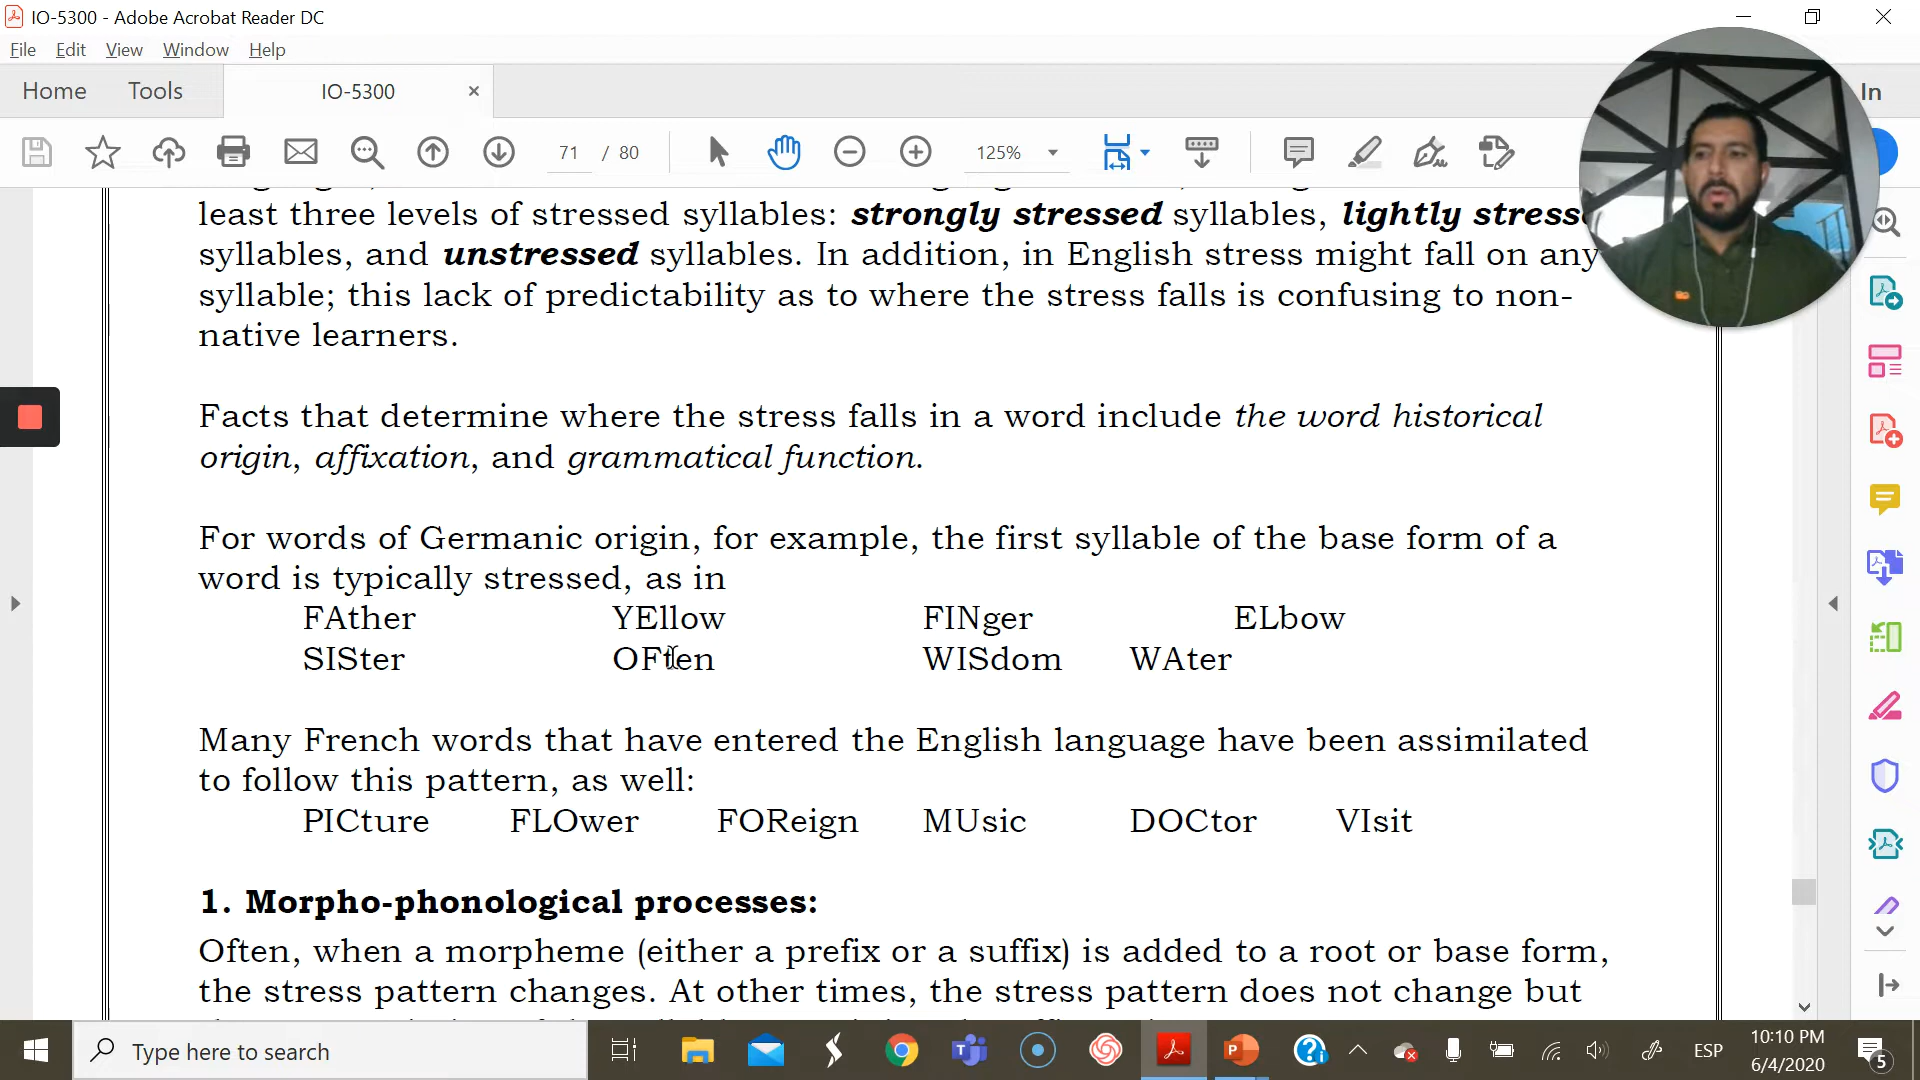 IO-5300 - Adobe Acrobat Reader DC
File Edit View Window Help
Home Tools IO-5300 × In
71 / 80 125%
least three levels of stressed syllables: strongly stressed syllables, lightly
syllables, and unstressed syllables. In addition, in English stress might fall on any
syllable; this lack of predictability as to where the stress falls is confusing to non-
native learners.
Facts that determine where the stress falls in a word include the word historical
origin, affixation, and grammatical function.
For words of Germanic origin, for example, the first syllable of the base form of a
word is typically stressed, as in
FAther YEllow FINger ELbow
SISter OFten WISdom WAter
Many French words that have entered the English language have been assimilated
to follow this pattern, as well:
PICture FLOwer FOReign MUsic DOCtor VIsit
1. Morpho-phonological processes:
Often, when a morpheme (either a prefix or a suffix) is added to a root or base form,
the stress pattern changes. At other times, the stress pattern does not change but
Type here to search
ESP
10:10 PM
6/4/2020
5